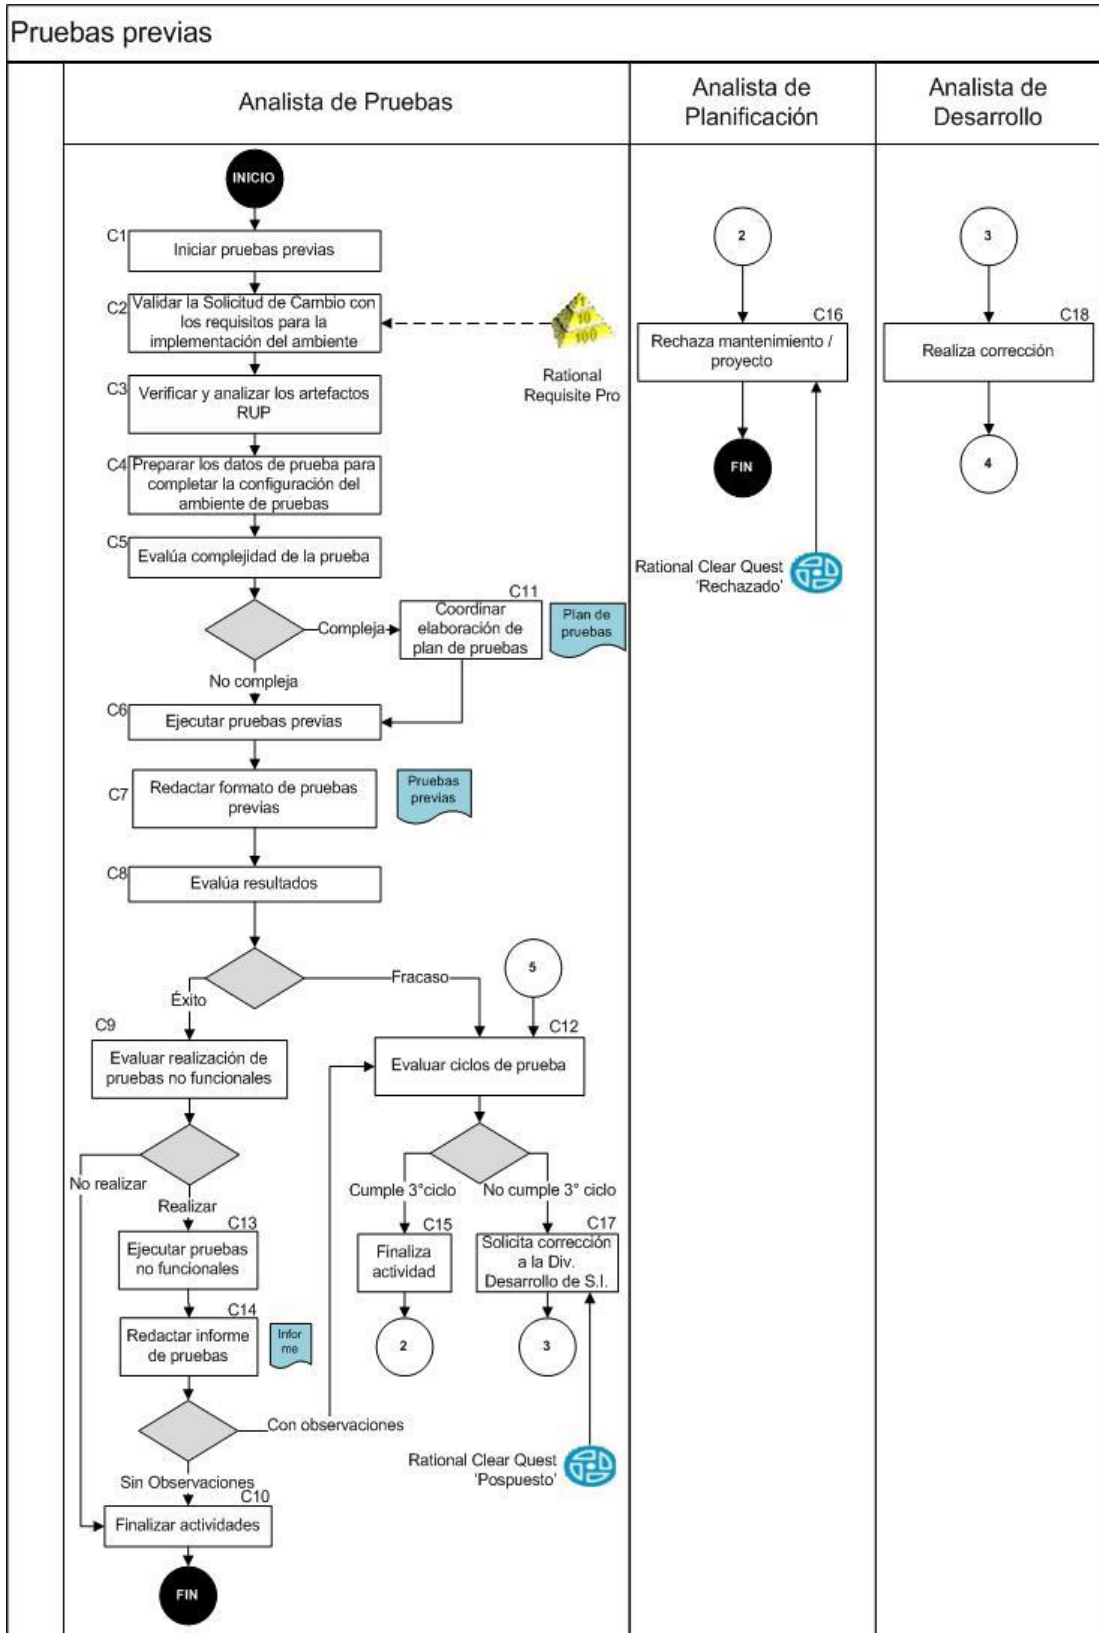 Pruebas previas
Analista de Pruebas
Analista de
Planificación
Analista de
Desarrollo
INICIO
C1
Iniciar pruebas previas
C2
Validar la Solicitud de Cambio con
los requisitos para la
implementación del ambiente
1
10
100
Rational
Requisite Pro
C3
Verificar y analizar los artefactos
RUP
C4
Preparar los datos de prueba para
completar la configuración del
ambiente de pruebas
C5
Evalúa complejidad de la prueba
Compleja
C11
Coordinar
elaboración de
plan de pruebas
Plan de
pruebas
No compleja
C6
Ejecutar pruebas previas
C7
Redactar formato de pruebas
previas
Pruebas
previas
C8
Evalúa resultados
Éxito
Fracaso
5
C9
Evaluar realización de
pruebas no funcionales
C12
Evaluar ciclos de prueba
No realizar
Realizar
Cumple 3°ciclo
No cumple 3° ciclo
C13
Ejecutar pruebas
no funcionales
C15
Finaliza
actividad
C17
Solicita corrección
a la Div.
Desarrollo de S.I.
C14
Redactar informe
de pruebas
Infor
me
2
3
Con observaciones
Rational Clear Quest
'Pospuesto'
Sin Observaciones
C10
Finalizar actividades
FIN
2
C16
Rechaza mantenimiento /
proyecto
FIN
Rational Clear Quest
'Rechazado'
3
C18
Realiza corrección
4